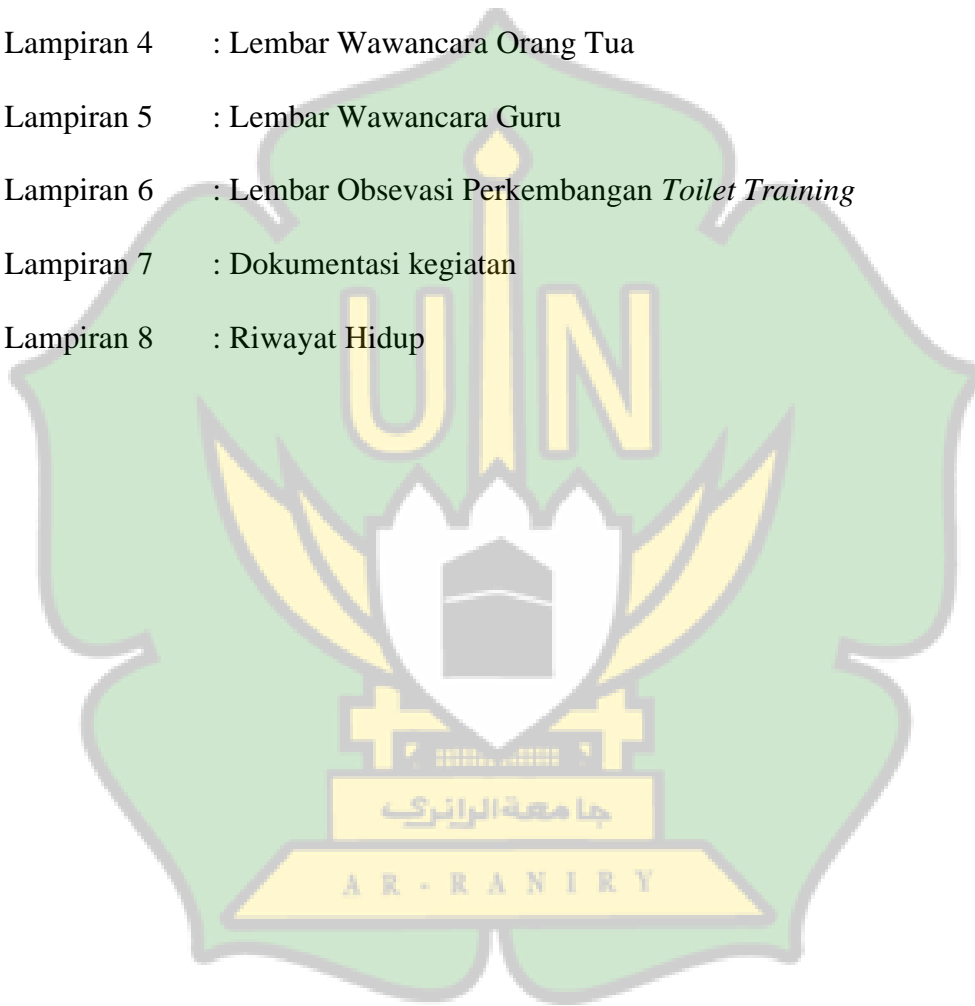 Lampiran 4 : Lembar Wawancara Orang Tua
Lampiran 5 : Lembar Wawancara Guru
Lampiran 6 : Lembar Obsevasi Perkembangan Toilet Training
Lampiran 7 : Dokumentasi kegiatan
Lampiran 8 : Riwayat Hidup
UIN
جامعة الرانري
AR-RANIRY